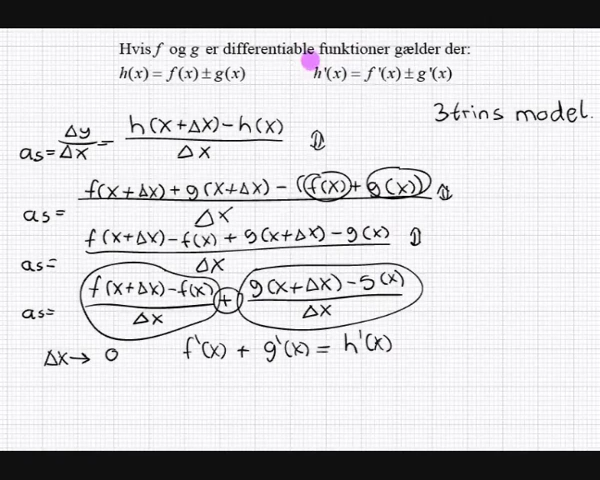 Hvis f og g er differentiable funktioner gælder der:
h(x) = f(x) ± g(x) h'(x) = f'(x) ± g'(x)
3trins model.
as = Δy/Δx = (h(x+Δx) – h(x))/Δx ⇕
as = (f(x+Δx) + g(x+Δx) – ((f(x) + g(x)))/Δx ⇕
as = (f(x+Δx) – f(x) + g(x+Δx) – g(x))/Δx ⇕
as = (f(x+Δx) – f(x))/Δx + (g(x+Δx) – g(x))/Δx
Δx → 0 f'(x) + g'(x) = h'(x)